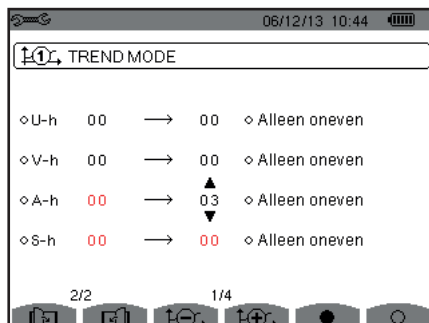 06/12/13 10:44
1 TREND MODE
U-h 00 → 00 Alleen oneven
V-h 00 → 00 Alleen oneven
A-h 00 → 03 Alleen oneven
S-h 00 → 00 Alleen oneven
2/2 1/4